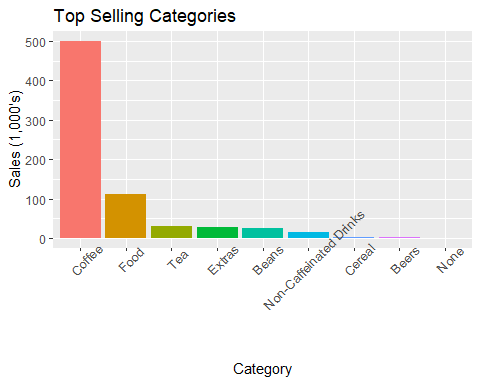 Top Selling Categories
Sales (1,000's)
500
400
300
200
100
0
Coffee
Food
Tea
Extras
Beans
Non-Caffeinated Drinks
Cereal
Beers
None
Category